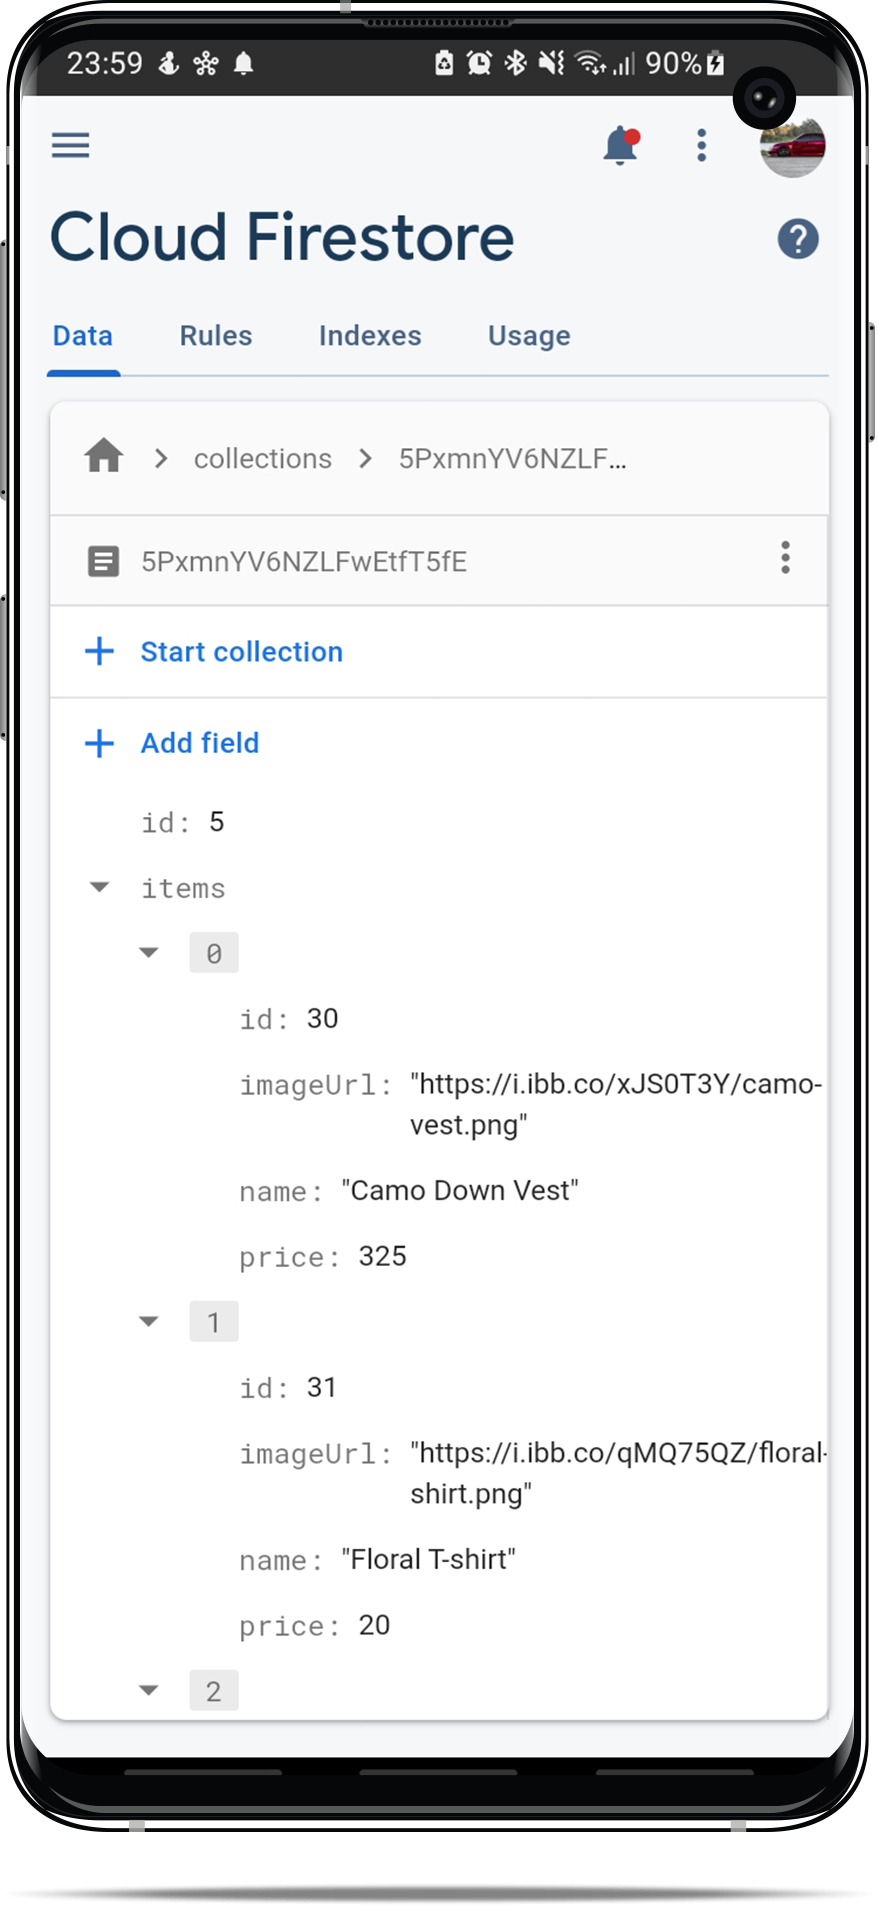 23:59 90%
Cloud Firestore
Data Rules Indexes Usage
collections 5PxmnYV6NZLF...
5PxmnYV6NZLFwEtfT5fE
+ Start collection
+ Add field
id: 5
items
0
id: 30
imageUrl: "https://i.ibb.co/xJS0T3Y/camo-
vest.png"
name: "Camo Down Vest"
price: 325
1
id: 31
imageUrl: "https://i.ibb.co/qMQ75QZ/floral-
shirt.png"
name: "Floral T-shirt"
price: 20
2